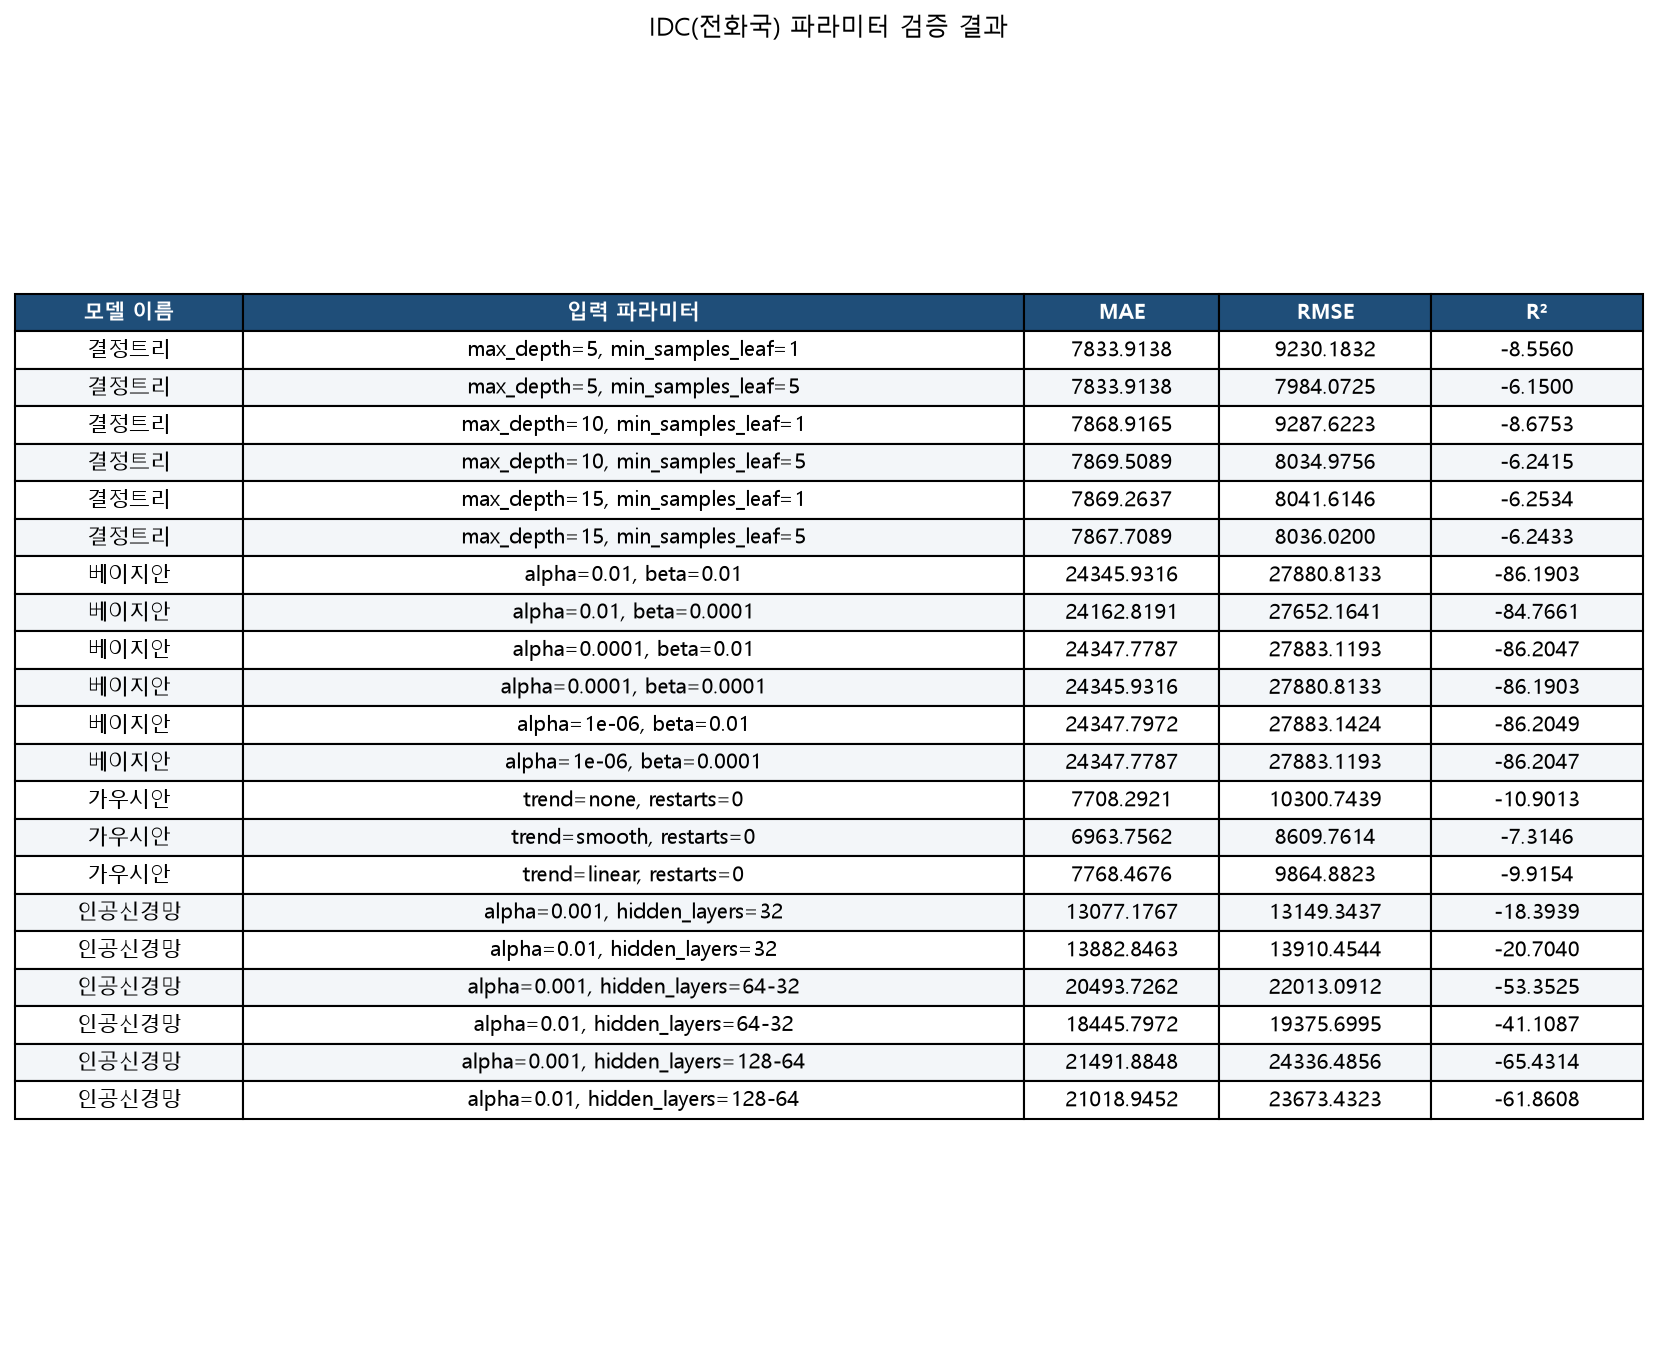 IDC(전화국) 파라미터 검증 결과
모델 이름 입력 파라미터 MAE RMSE R²
결정트리 max_depth=5, min_samples_leaf=1 7833.9138 9230.1832 -8.5560
결정트리 max_depth=5, min_samples_leaf=5 7833.9138 7984.0725 -6.1500
결정트리 max_depth=10, min_samples_leaf=1 7868.9165 9287.6223 -8.6753
결정트리 max_depth=10, min_samples_leaf=5 7869.5089 8034.9756 -6.2415
결정트리 max_depth=15, min_samples_leaf=1 7869.2637 8041.6146 -6.2534
결정트리 max_depth=15, min_samples_leaf=5 7867.7089 8036.0200 -6.2433
베이지안 alpha=0.01, beta=0.01 24345.9316 27880.8133 -86.1903
베이지안 alpha=0.01, beta=0.0001 24162.8191 27652.1641 -84.7661
베이지안 alpha=0.0001, beta=0.01 24347.7787 27883.1193 -86.2047
베이지안 alpha=0.0001, beta=0.0001 24345.9316 27880.8133 -86.1903
베이지안 alpha=1e-06, beta=0.01 24347.7972 27883.1424 -86.2049
베이지안 alpha=1e-06, beta=0.0001 24347.7787 27883.1193 -86.2047
가우시안 trend=none, restarts=0 7708.2921 10300.7439 -10.9013
가우시안 trend=smooth, restarts=0 6963.7562 8609.7614 -7.3146
가우시안 trend=linear, restarts=0 7768.4676 9864.8823 -9.9154
인공신경망 alpha=0.001, hidden_layers=32 13077.1767 13149.3437 -18.3939
인공신경망 alpha=0.01, hidden_layers=32 13882.8463 13910.4544 -20.7040
인공신경망 alpha=0.001, hidden_layers=64-32 20493.7262 22013.0912 -53.3525
인공신경망 alpha=0.01, hidden_layers=64-32 18445.7972 19375.6995 -41.1087
인공신경망 alpha=0.001, hidden_layers=128-64 21491.8848 24336.4856 -65.4314
인공신경망 alpha=0.01, hidden_layers=128-64 21018.9452 23673.4323 -61.8608